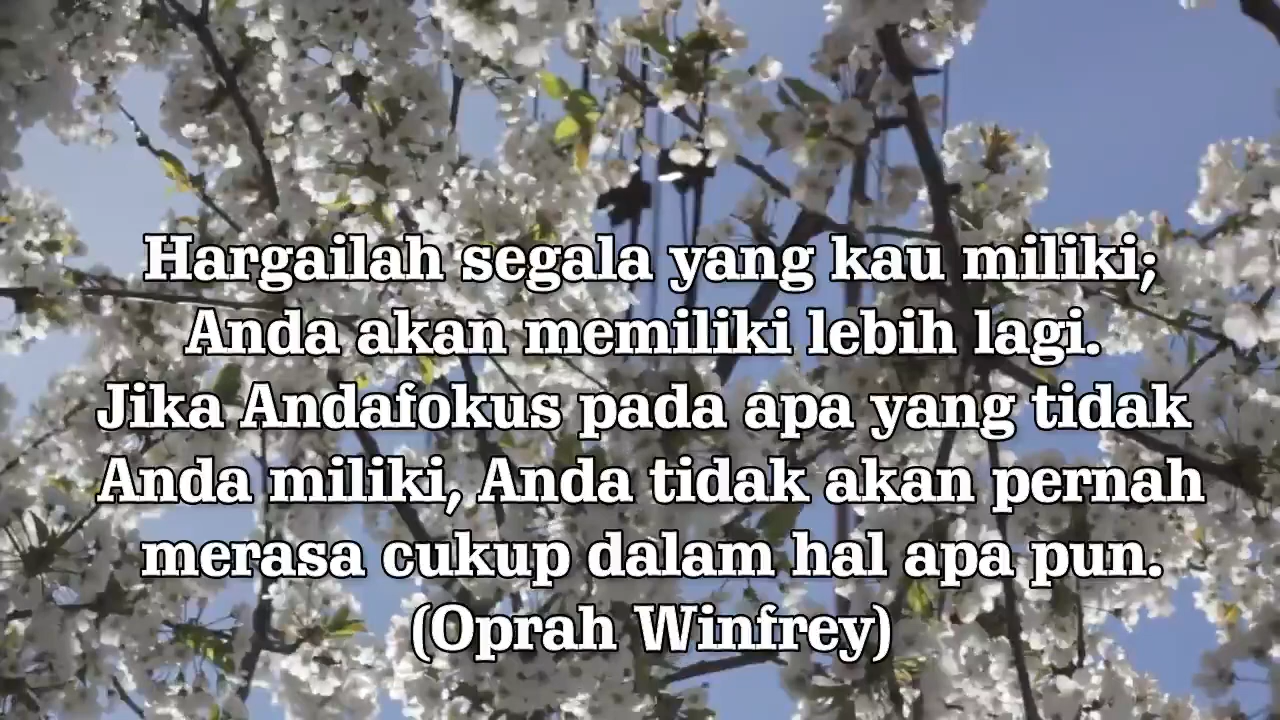 Hargailah segala yang kau miliki;
Anda akan memiliki lebih lagi.
Jika Andafokus pada apa yang tidak
Anda miliki, Anda tidak akan pernah
merasa cukup dalam hal apa pun.
(Oprah Winfrey)